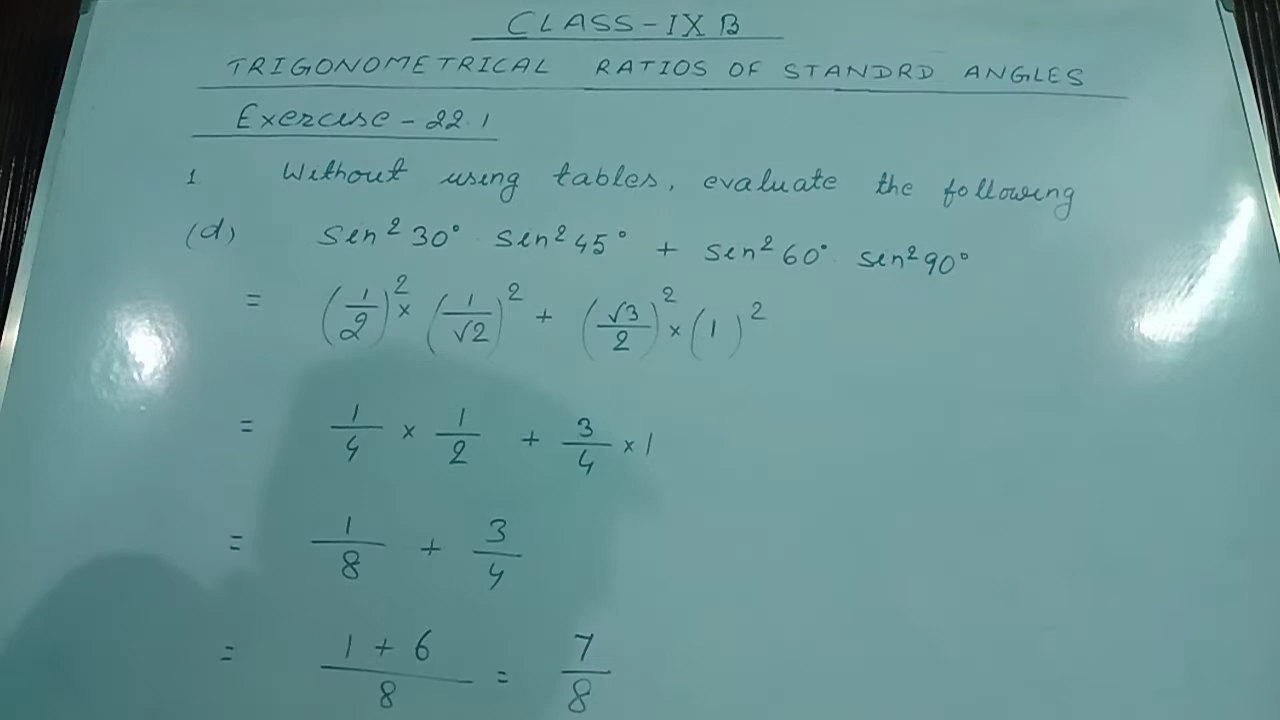 CLASS-IX B
TRIGONOMETRICAL RATIOS OF STANDRD ANGLES
Exercise-22.1
1 Without using tables, evaluate the following
(d) sin² 30° sin² 45° + sin² 60° sin² 90°
= (1/2)² × (1/√2)² + (√3/2)² × (1)²
= 1/4 × 1/2 + 3/4 × 1
= 1/8 + 3/4
= 1 + 6/8 = 7/8